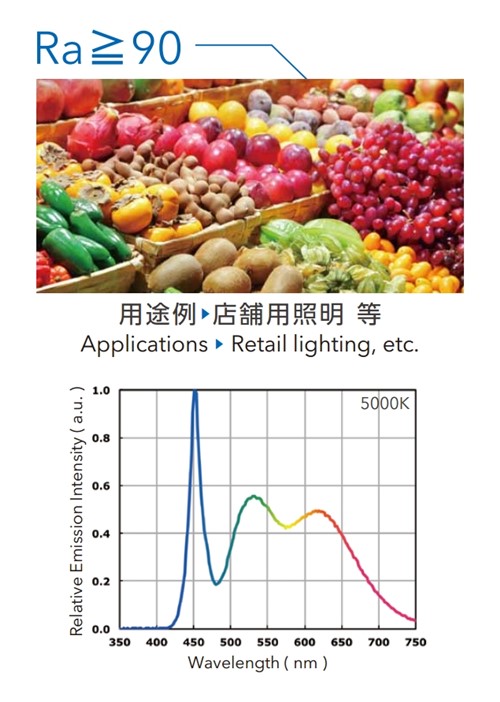 Ra≧90
用途例▶店舗用照明 等
Applications ▶ Retail lighting, etc.
5000K
Relative Emission Intensity ( a.u. )
1.0
0.8
0.6
0.4
0.2
0.0
350 400 450 500 550 600 650 700 750
Wavelength ( nm )